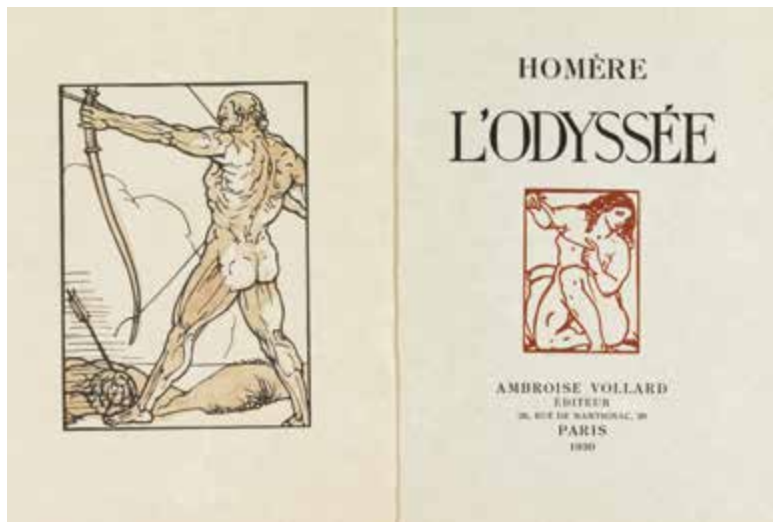 HOMÈRE
L'ODYSSÉE
AMBROISE VOLLARD
ÉDITEUR
28, RUE DE MARTIGNAC, 28
PARIS
1930